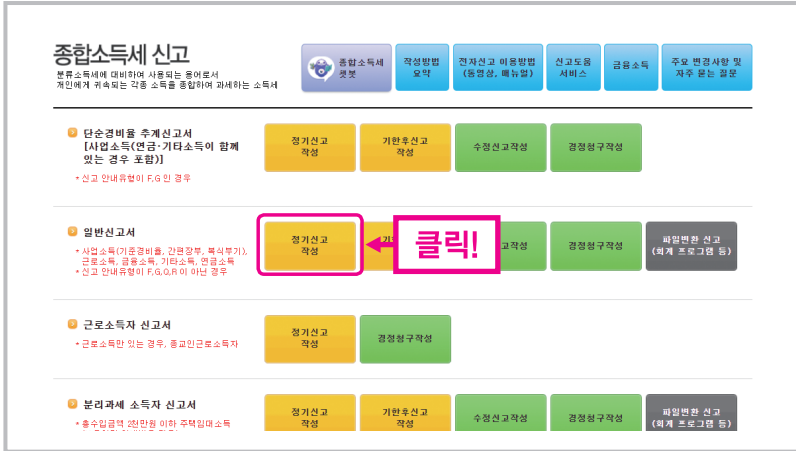 종합소득세 신고
분류소득세에 대비하여 사용되는 용어로서
개인에게 귀속되는 각종 소득을 종합하여 과세하는 소득세
종합소득세
챗봇
작성방법
요약
전자신고 이용방법
(동영상, 매뉴얼)
신고도움
서비스
금융소득
주요 변경사항 및
자주 묻는 질문
단순경비율 추계신고서
[사업소득(연금·기타소득이 함께
있는 경우 포함)]
* 신고 안내유형이 F,G 인 경우
정기신고
작성
기한후신고
작성
수정신고작성
경정청구작성
일반신고서
* 사업소득(기준경비율, 간편장부, 복식부기),
근로소득, 금융소득, 기타소득, 연금소득
* 신고 안내유형이 F,G,Q,R 이 아닌 경우
정기신고
작성
클릭!
고작성
경정청구작성
파일변환 신고
(회계 프로그램 등)
근로소득자 신고서
* 근로소득만 있는 경우, 종교인근로소득자
정기신고
작성
경정청구작성
분리과세 소득자 신고서
* 총수입금액 2천만원 이하 주택임대소득
정기신고
작성
기한후신고
작성
수정신고작성
경정청구작성
파일변환 신고
(회계 프로그램 등)